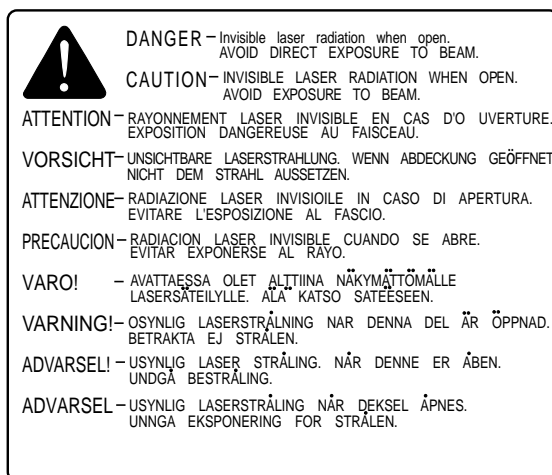 DANGER – Invisible laser radiation when open.
AVOID DIRECT EXPOSURE TO BEAM.
CAUTION – INVISIBLE LASER RADIATION WHEN OPEN.
AVOID EXPOSURE TO BEAM.
ATTENTION – RAYONNEMENT LASER INVISIBLE EN CAS D'O UVERTURE.
EXPOSITION DANGEREUSE AU FAISCEAU.
VORSICHT – UNSICHTBARE LASERSTRAHLUNG. WENN ABDECKUNG GEÖFFNET
NICHT DEM STRAHL AUSSETZEN.
ATTENZIONE – RADIAZIONE LASER INVISIOILE IN CASO DI APERTURA.
EVITARE L'ESPOSIZIONE AL FASCIO.
PRECAUCION – RADIACION LASER INVISIBLE CUANDO SE ABRE.
EVITAR EXPONERSE AL RAYO.
VARO! – AVATTAESSA OLET ALTTIINA NÄKYMÄTTÖMÄLLE
LASERSÄTEILYLLE. ÄLÄ KATSO SATEÈSEEN.
VARNING! – OSYNLIG LASERSTRÅLNING NAR DENNA DEL ÄR ÖPPNAD.
BETRAKTA EJ STRÅLEN.
ADVARSEL! – USYNLIG LASER STRÅLING. NÅR DENNE ER ÅBEN.
UNDGÅ BESTRÅLING.
ADVARSEL – USYNLIG LASERSTRÅLING NÅR DEKSEL ÅPNES.
UNNGA EKSPONERING FOR STRÅLEN.